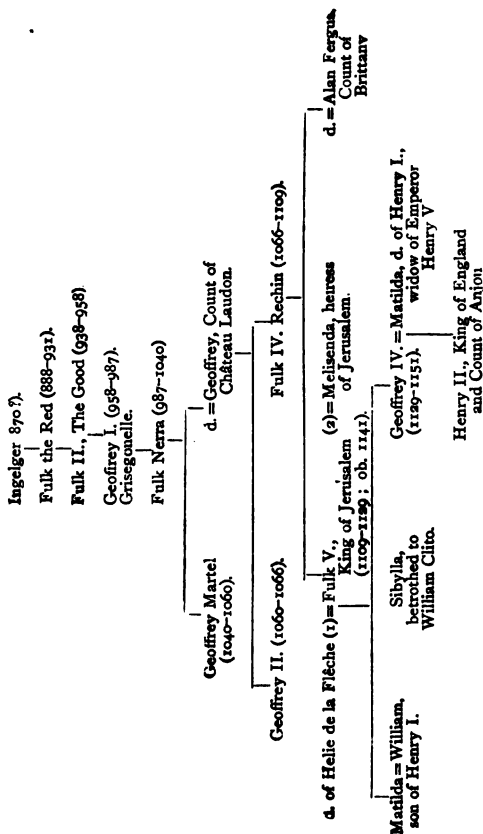 Ingelger 870?).
Fulk the Red (888–931).
Fulk II., The Good (938–958).
Geoffrey I. (958–987).
Grisegonelle.
Fulk Nerra (987–1040)
Geoffrey Martel
(1040–1060).
d. = Geoffrey, Count of
Château Laudon.
Geoffrey II. (1060–1066).
Fulk IV. Rechin (1066–1109).
d. of Helie de la Flêche (1) = Fulk V.,
King of Jerusalem
(1109–1129; ob. 1141).
(2) = Melisenda, heiress
of Jerusalem.
d. = Alan Fergus,
Count of
Brittany
Matilda = William,
son of Henry I.
Sibylla,
betrothed to
William Clito.
Geoffrey IV. = Matilda, d. of Henry I.,
(1129–1151). widow of Emperor
Henry V
Henry II., King of England
and Count of Anjou